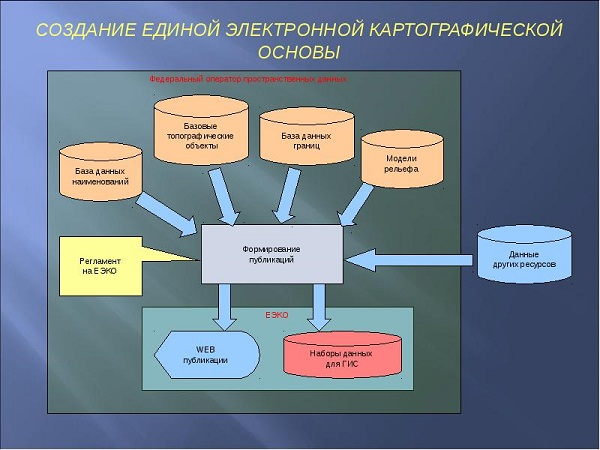 СОЗДАНИЕ ЕДИНОЙ ЭЛЕКТРОННОЙ КАРТОГРАФИЧЕСКОЙ
ОСНОВЫ
Федеральный оператор пространственных данных
Базовые
топографические
объекты
База данных
границ
Модели
рельефа
База данных
наименований
Формирование
публикаций
Регламент
на ЕЭКО
Данные
других ресурсов
ЕЭКО
WEB
публикации
Наборы данных
для ГИС